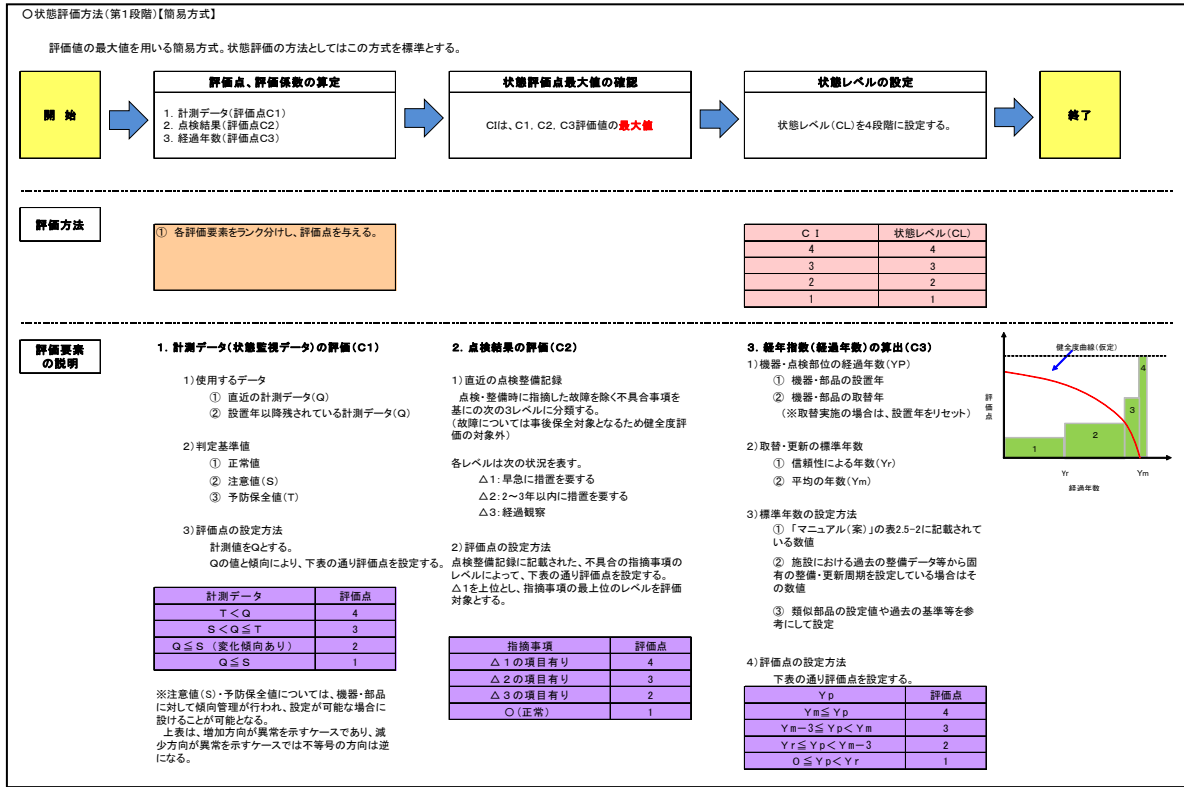 ○状態評価方法(第1段階)【簡易方式】
評価値の最大値を用いる簡易方式。状態評価の方法としてはこの方式を標準とする。
開 始
評価点、評価係数の算定
1. 計測データ(評価点C1)
2. 点検結果(評価点C2)
3. 経過年数(評価点C3)
状態評価点最大値の確認
CIは、C1, C2, C3評価値の最大値
状態レベルの設定
状態レベル(CL)を4段階に設定する。
終了
評価方法
① 各評価要素をランク分けし、評価点を与える。
C I 状態レベル(CL)
4 4
3 3
2 2
1 1
評価要素
の説明
1. 計測データ(状態監視データ)の評価(C1)
1)使用するデータ
① 直近の計測データ(Q)
② 設置年以降残されている計測データ(Q)
2)判定基準値
① 正常値
② 注意値(S)
③ 予防保全値(T)
3)評価点の設定方法
計測値をQとする。
Qの値と傾向により、下表の通り評価点を設定する。
計測データ 評価点
T<Q 4
S<Q≦T 3
Q≦S (変化傾向あり) 2
Q≦S 1
※注意値(S)・予防保全値については、機器・部品
に対して傾向管理が行われ、設定が可能な場合に
設けることが可能となる。
上表は、増加方向が異常を示すケースであり、減
少方向が異常を示すケースでは不等号の方向は逆
になる。
2. 点検結果の評価(C2)
1)直近の点検整備記録
点検・整備時に指摘した故障を除く不具合事項を
基にの次の3レベルに分類する。
(故障については事後保全対象となるため健全度評
価の対象外)
各レベルは次の状況を表す。
△1:早急に措置を要する
△2:2~3年以内に措置を要する
△3:経過観察
2)評価点の設定方法
点検整備記録に記載された、不具合の指摘事項の
レベルによって、下表の通り評価点を設定する。
△1を上位とし、指摘事項の最上位のレベルを評価
対象とする。
指摘事項 評価点
△1の項目有り 4
△2の項目有り 3
△3の項目有り 2
○(正常) 1
3. 経年指数(経過年数)の算出(C3)
1)機器・点検部位の経過年数(YP)
① 機器・部品の設置年
② 機器・部品の取替年
(※取替実施の場合は、設置年をリセット)
2)取替・更新の標準年数
① 信頼性による年数(Yr)
② 平均の年数(Ym)
3)標準年数の設定方法
① 「マニュアル(案)」の表2.5-2に記載されて
いる数値
② 施設における過去の整備データ等から固
有の整備・更新周期を設定している場合はそ
の数値
③ 類似部品の設定値や過去の基準等を参
考にして設定
4)評価点の設定方法
下表の通り評価点を設定する。
Yp 評価点
Ym≦Yp 4
Ym-3≦Yp<Ym 3
Yr≦Yp<Ym-3 2
0≦Yp<Yr 1
健全度曲線(仮定)
評価点
1
2
3
4
Yr
Ym
経過年数